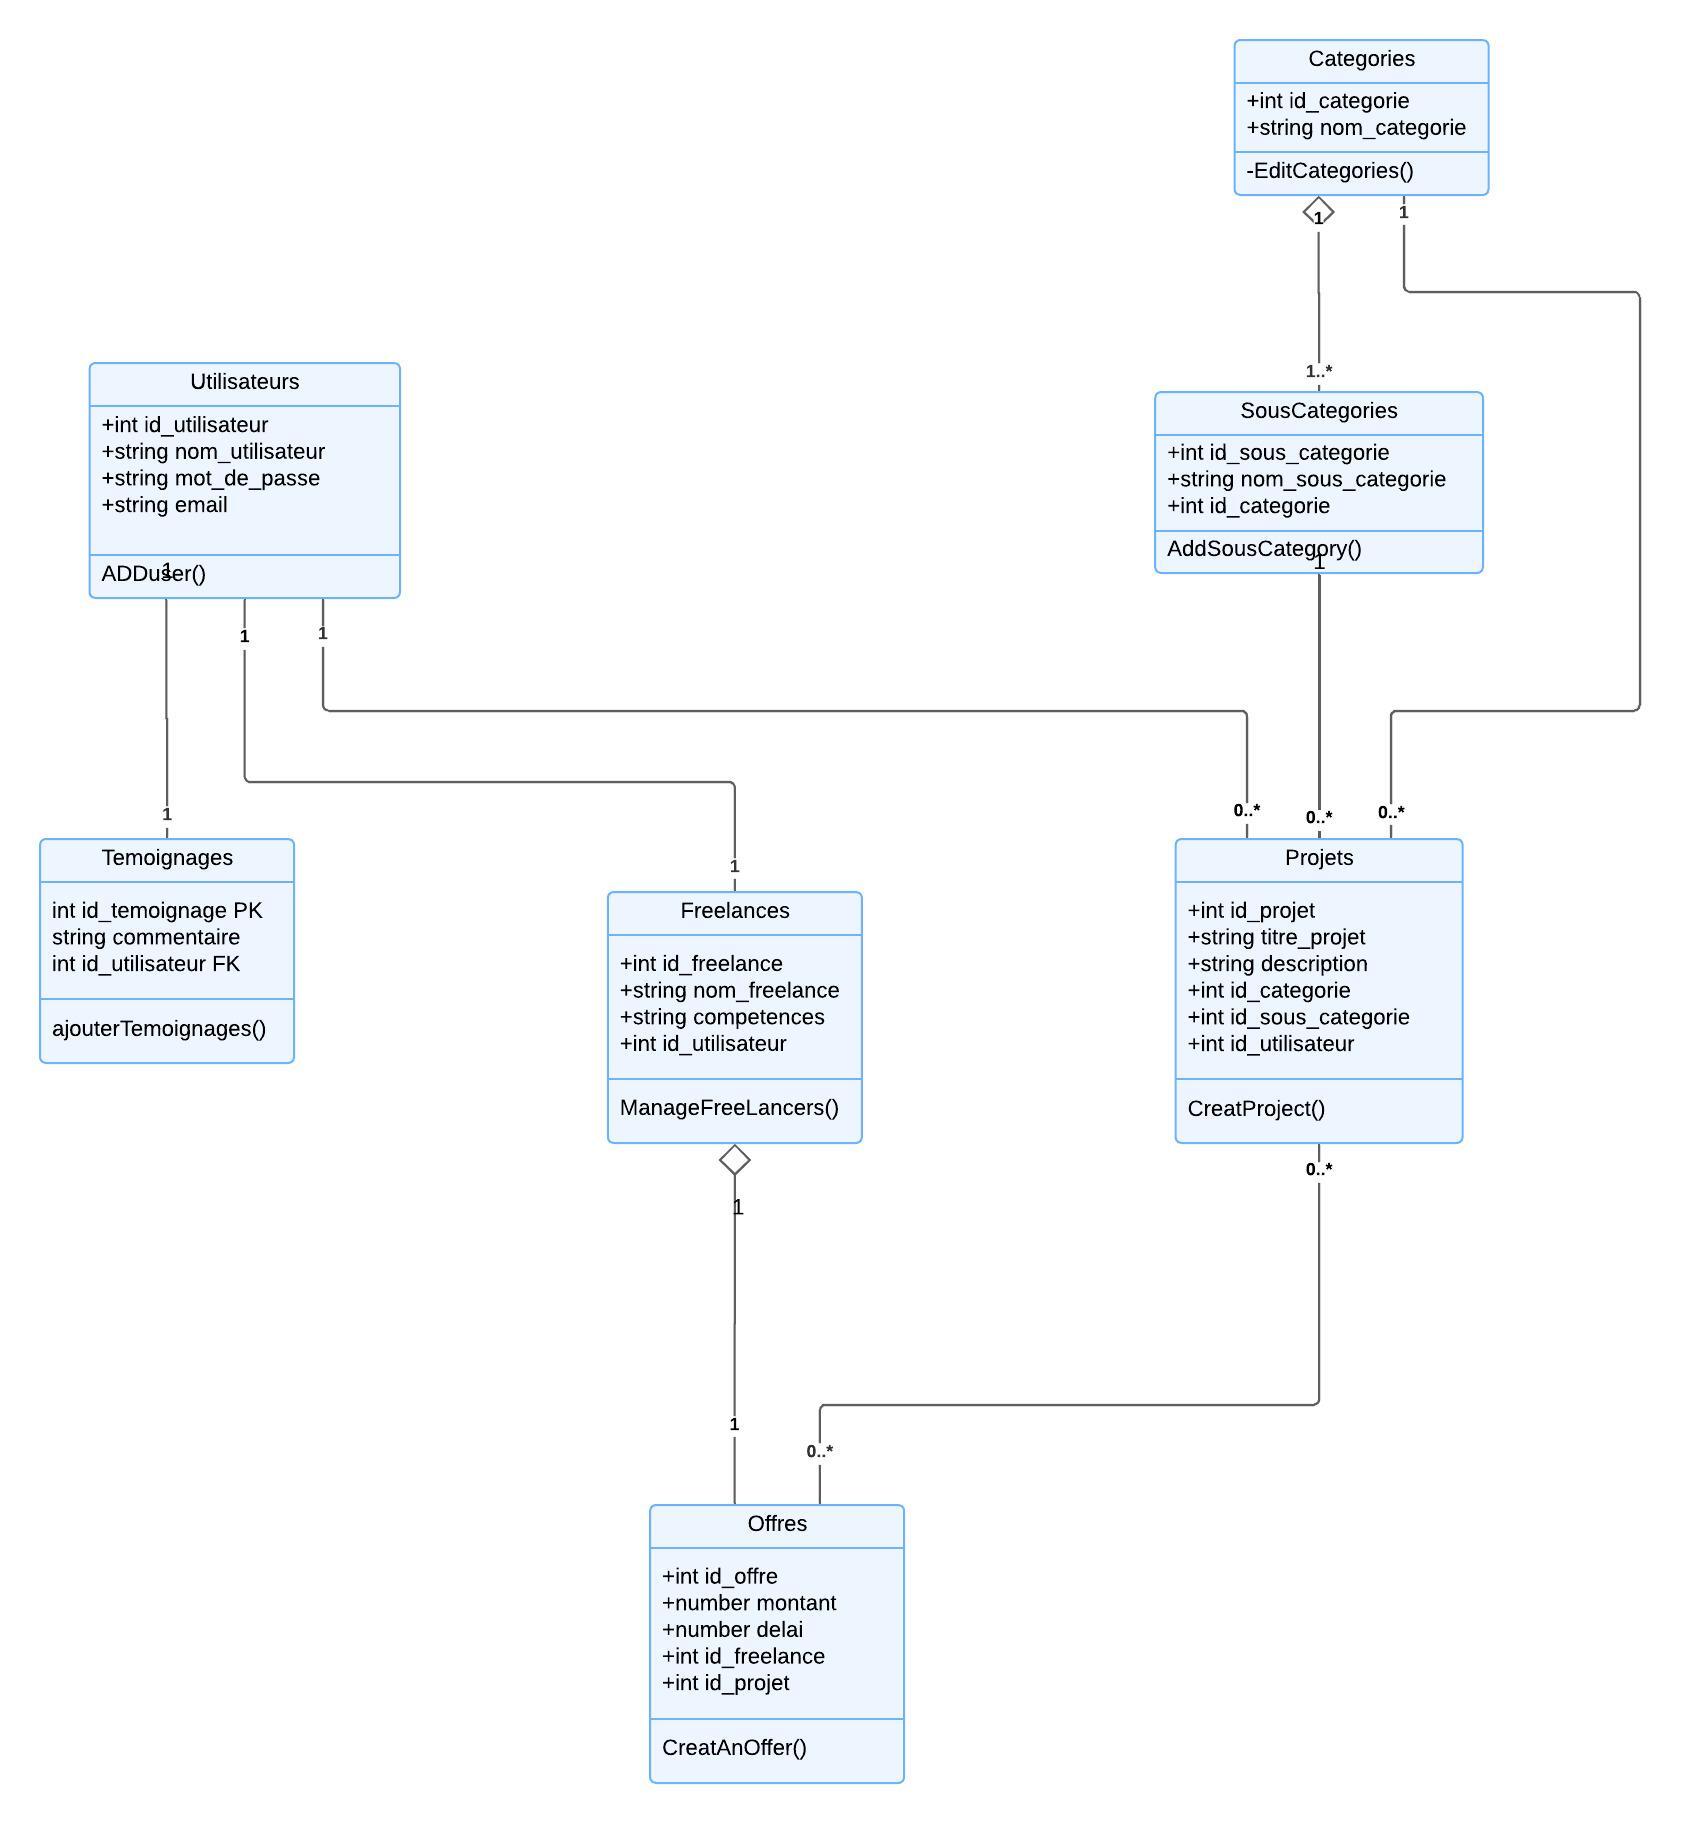 Categories
+int id_categorie
+string nom_categorie
-EditCategories()
1
1
1..*
Utilisateurs
+int id_utilisateur
+string nom_utilisateur
+string mot_de_passe
+string email
ADDuser()
1
1
1
SousCategories
+int id_sous_categorie
+string nom_sous_categorie
+int id_categorie
AddSousCategory()
1
0..*
0..*
0..*
1
1
Temoignages
int id_temoignage PK
string commentaire
int id_utilisateur FK
ajouterTemoignages()
Freelances
+int id_freelance
+string nom_freelance
+string competences
+int id_utilisateur
ManageFreeLancers()
Projets
+int id_projet
+string titre_projet
+string description
+int id_categorie
+int id_sous_categorie
+int id_utilisateur
CreatProject()
0..*
1
1
0..*
Offres
+int id_offre
+number montant
+number delai
+int id_freelance
+int id_projet
CreatAnOffer()